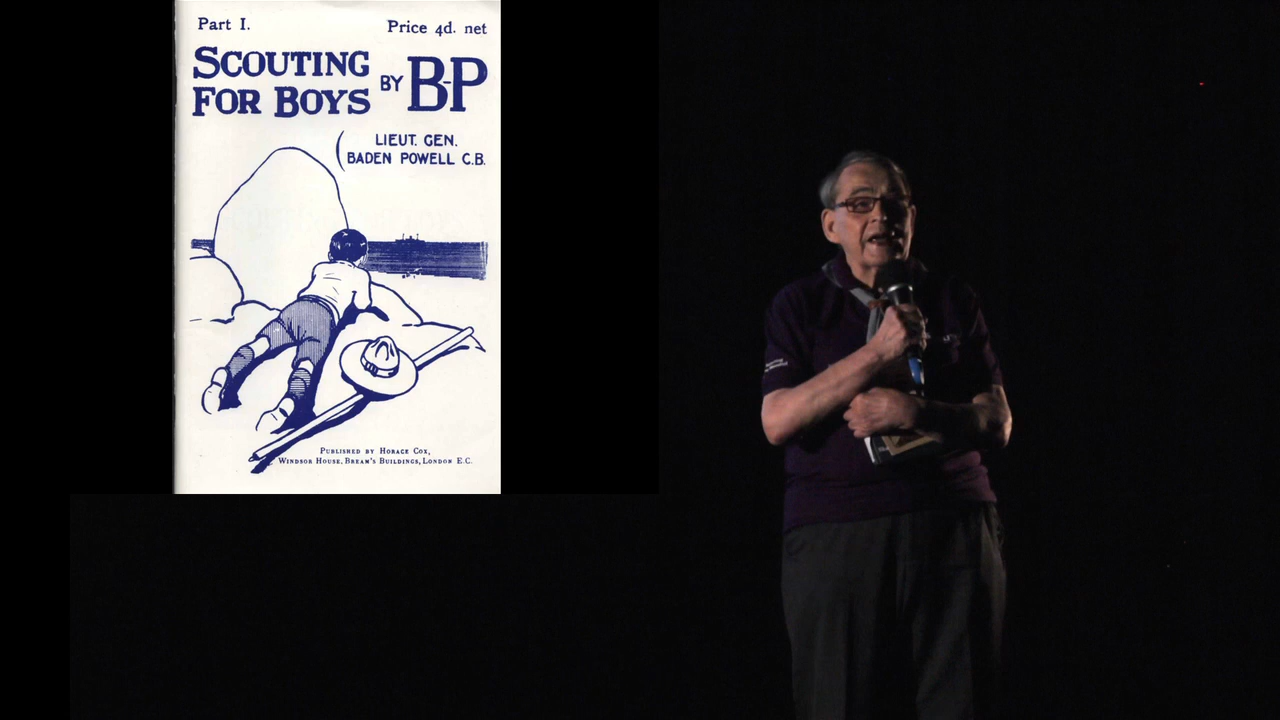 Part I.
Price 4d. net
SCOUTING
FOR BOYS
BY B-P
(LIEUT. GEN.
BADEN POWELL C.B.
PUBLISHED BY HORACE COX,
WINDSOR HOUSE, BREAM'S BUILDINGS, LONDON E.C.